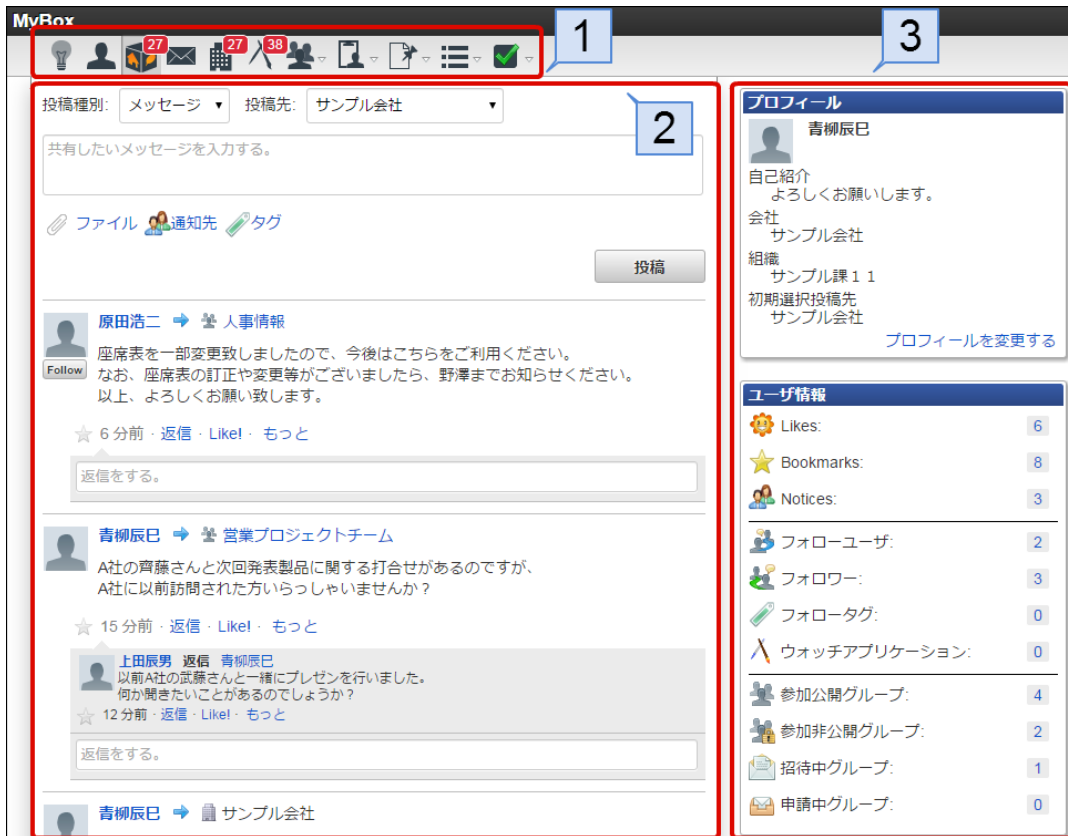 MyBox
1
3
27
27
38
投稿種別: メッセージ 投稿先: サンプル会社
2
共有したいメッセージを入力する。
ファイル 通知先 タグ
投稿
原田浩二 人事情報
座席表を一部変更致しましたので、今後はこちらをご利用ください。
Follow
なお、座席表の訂正や変更等がございましたら、野澤までお知らせください。
以上、よろしくお願い致します。
6 分前 · 返信 · Like! · もっと
返信をする。
青柳辰巳 営業プロジェクトチーム
A社の齊藤さんと次回発表製品に関する打合せがあるのですが、
A社に以前訪問された方いらっしゃいませんか？
15 分前 · 返信 · Like! · もっと
上田辰男 返信 青柳辰巳
以前A社の武藤さんと一緒にプレゼンを行いました。
何か聞きたいことがあるのでしょうか？
12 分前 · 返信 · Like! · もっと
返信をする。
青柳辰巳 サンプル会社
プロフィール
青柳辰巳
自己紹介
よろしくお願いします。
会社
サンプル会社
組織
サンプル課１１
初期選択投稿先
サンプル会社
プロフィールを変更する
ユーザ情報
Likes: 6
Bookmarks: 8
Notices: 3
フォローユーザ: 2
フォロワー: 3
フォロータグ: 0
ウォッチアプリケーション: 0
参加公開グループ: 4
参加非公開グループ: 2
招待中グループ: 1
申請中グループ: 0